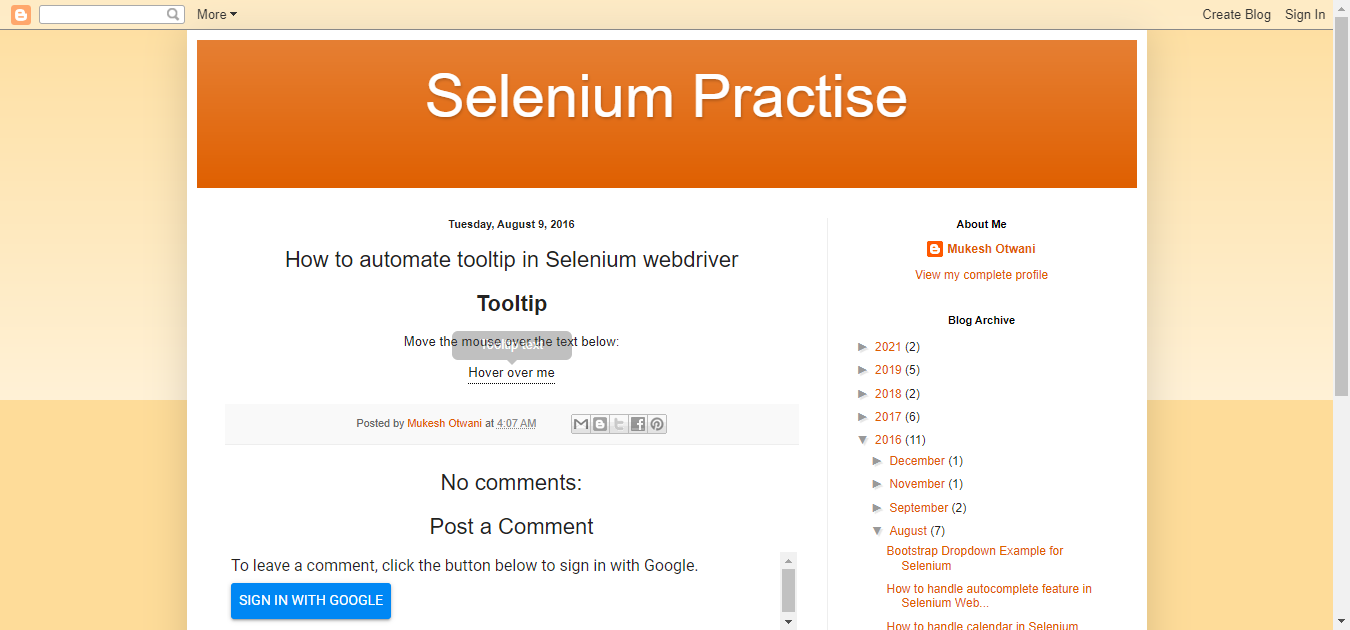 More
Create Blog
Sign In
Selenium Practise
Tuesday, August 9, 2016
How to automate tooltip in Selenium webdriver
Tooltip
Move the mouse over the text below:
Tooltip text
Hover over me
Posted by Mukesh Otwani at 4:07 AM
No comments:
Post a Comment
To leave a comment, click the button below to sign in with Google.
SIGN IN WITH GOOGLE
About Me
Mukesh Otwani
View my complete profile
Blog Archive
► 2021 (2)
► 2019 (5)
► 2018 (2)
► 2017 (6)
▼ 2016 (11)
► December (1)
► November (1)
► September (2)
▼ August (7)
Bootstrap Dropdown Example for
Selenium
How to handle autocomplete feature in
Selenium Web...
How to handle calendar in Selenium